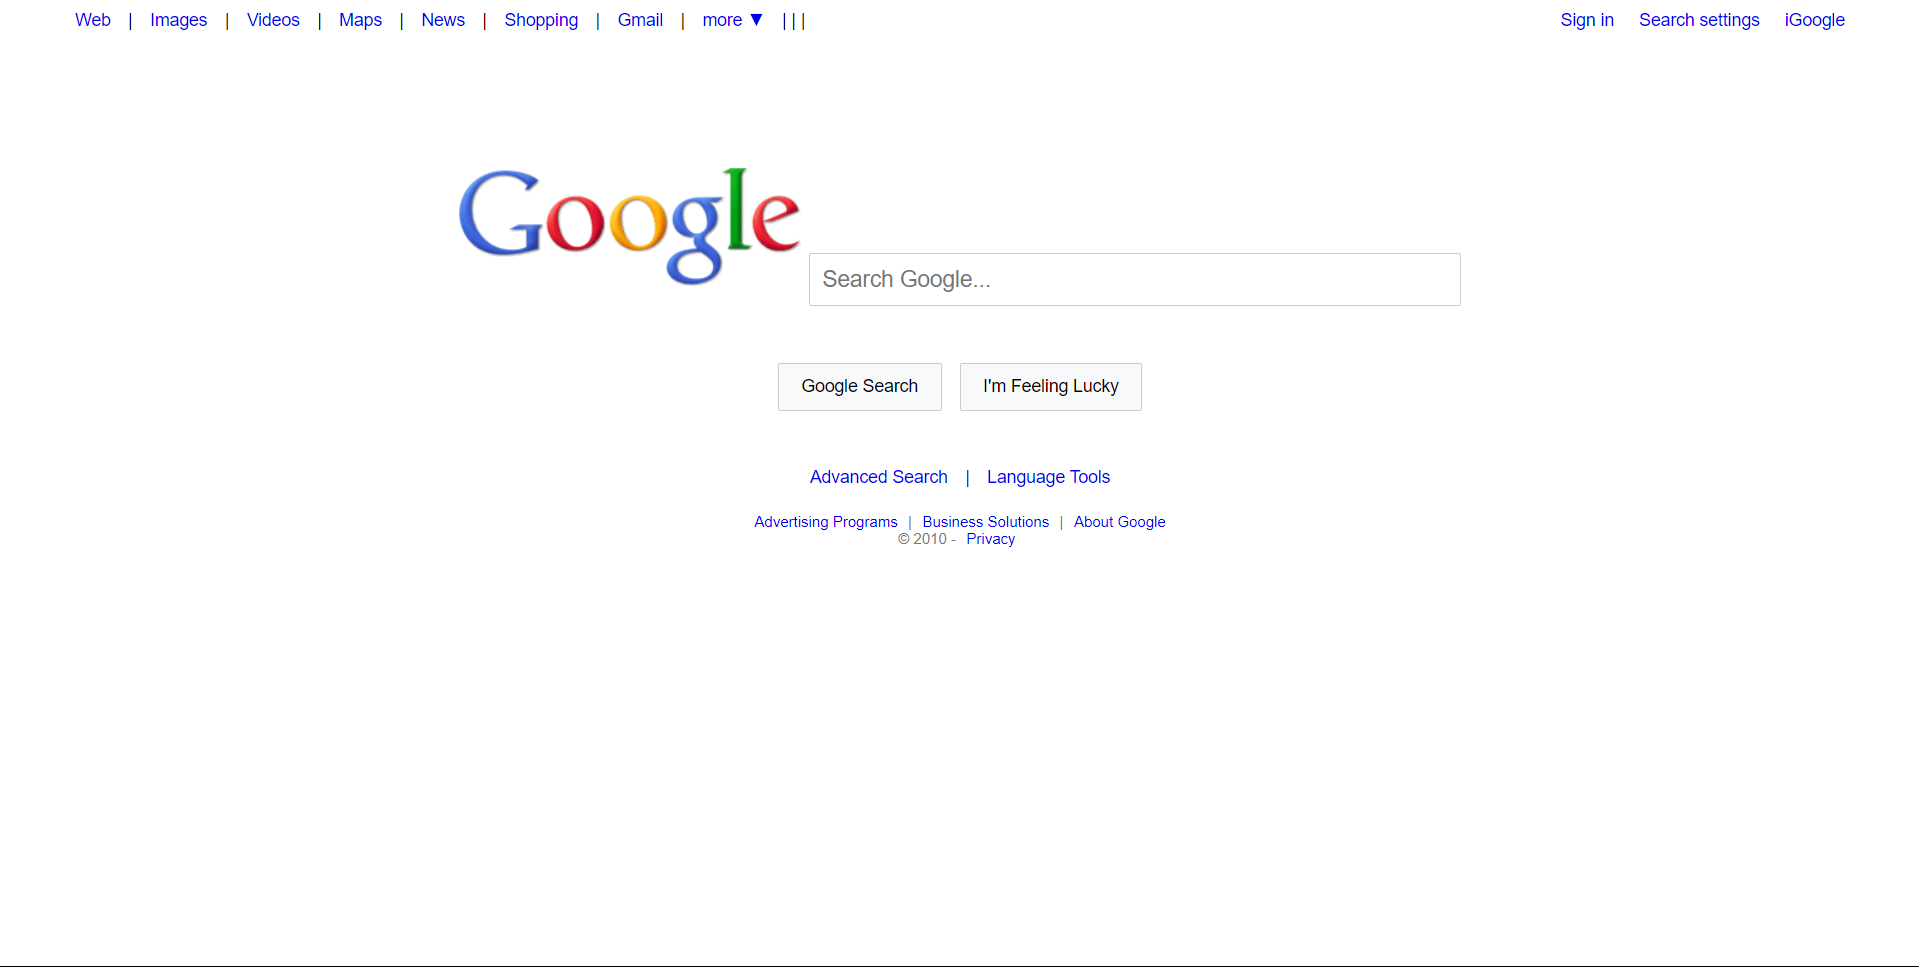 Web | Images | Videos | Maps | News | Shopping | Gmail | more ▼ | | | Sign in Search settings iGoogle
Google
Search Google...
Google Search I'm Feeling Lucky
Advanced Search | Language Tools
Advertising Programs | Business Solutions | About Google
© 2010 - Privacy